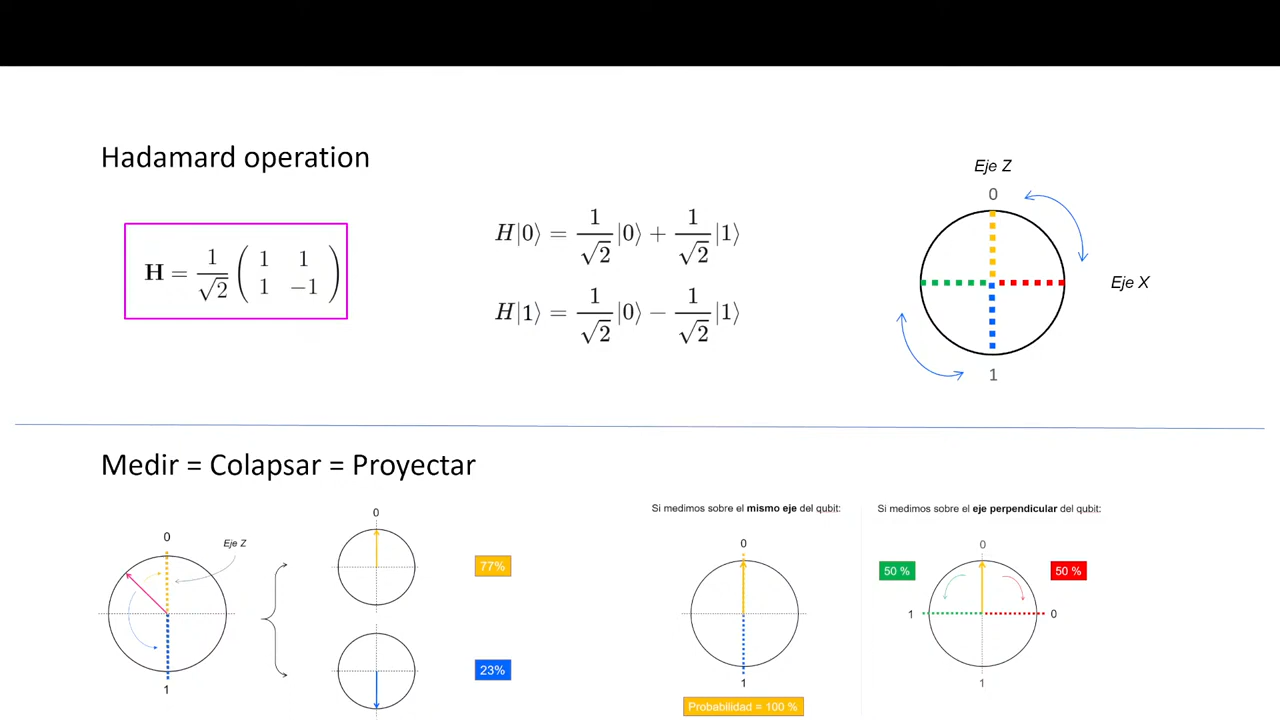 Hadamard operation
H = 1/√2 ( 1 1
1 −1 )
H|0⟩ = 1/√2 |0⟩ + 1/√2 |1⟩
H|1⟩ = 1/√2 |0⟩ − 1/√2 |1⟩
Eje Z
0
Eje X
1
Medir = Colapsar = Proyectar
0
Eje Z
1
0
77%
23%
Si medimos sobre el mismo eje del qubit:
0
1
Probabilidad = 100 %
Si medimos sobre el eje perpendicular del qubit:
0
50 %
50 %
1
0
1